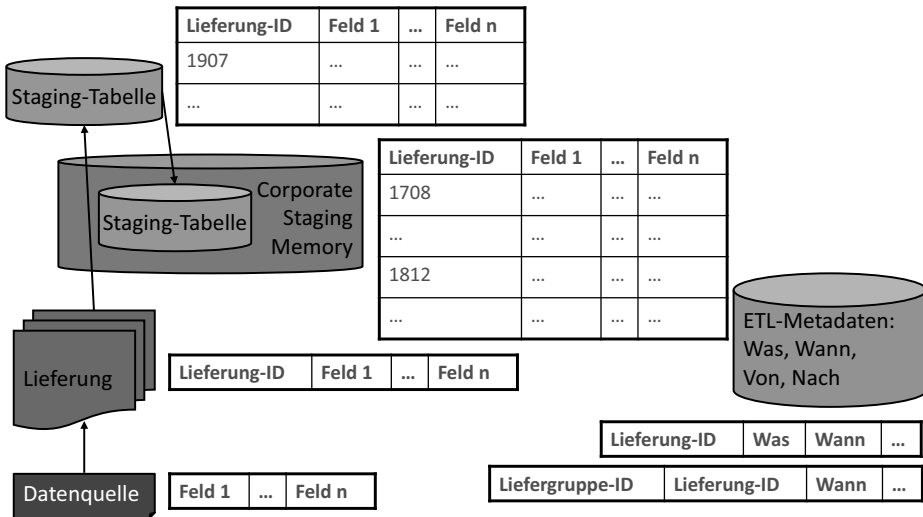 Lieferung-ID Feld 1 ... Feld n
1907 ... ... ...
... ... ... ...
Staging-Tabelle
Lieferung-ID Feld 1 ... Feld n
1708 ... ... ...
... ... ... ...
1812 ... ... ...
... ... ... ...
Corporate
Staging
Memory
Staging-Tabelle
ETL-Metadaten:
Was, Wann,
Von, Nach
Lieferung
Lieferung-ID Feld 1 ... Feld n
Lieferung-ID Was Wann ...
Liefergruppe-ID Lieferung-ID Wann ...
Datenquelle
Feld 1 ... Feld n